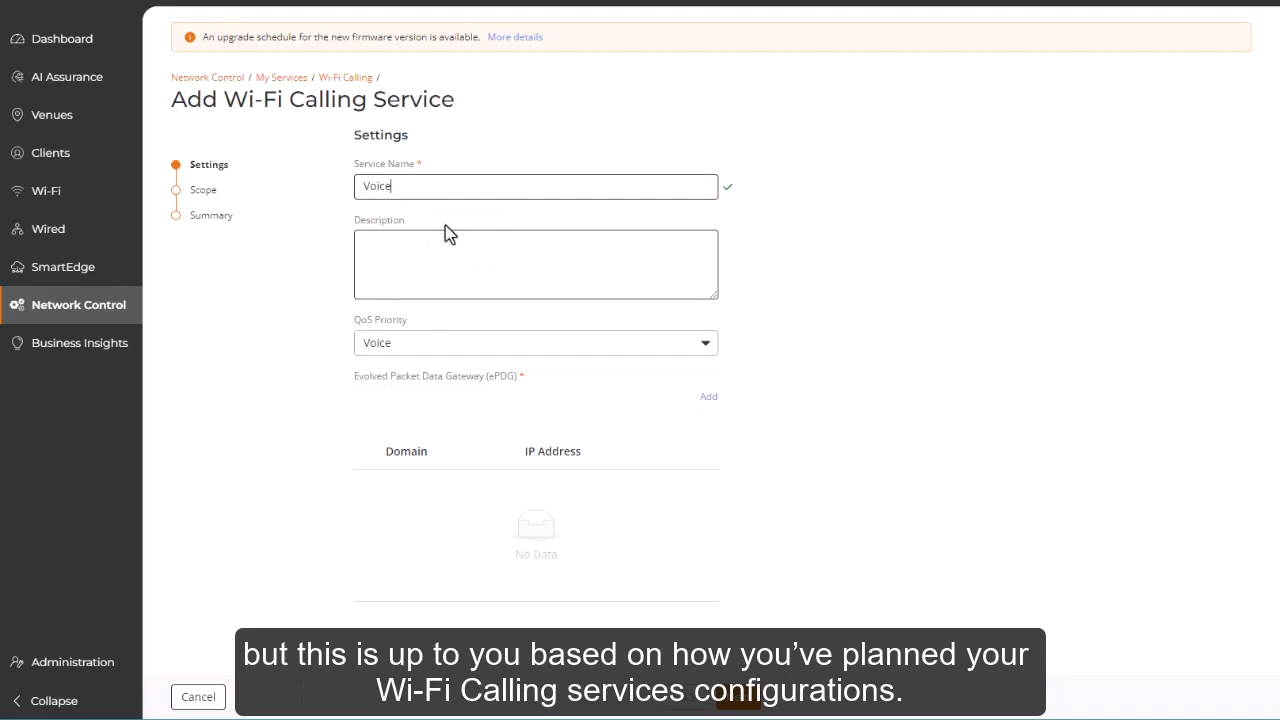 Dashboard
AI Assurance
Venues
Clients
Wi-Fi
Wired
SmartEdge
Network Control
Business Insights
Administration
Collapse
An upgrade schedule for the new firmware version is available. More details
Network Control / My Services / Wi-Fi Calling /
Add Wi-Fi Calling Service
Settings
Scope
Summary
Settings
Service Name *
Voice
Description
QoS Priority
Voice
Evolved Packet Data Gateway (ePDG) *
Add
Domain IP Address
No Data
Cancel
but this is up to you based on how you’ve planned your
Wi-Fi Calling services configurations.